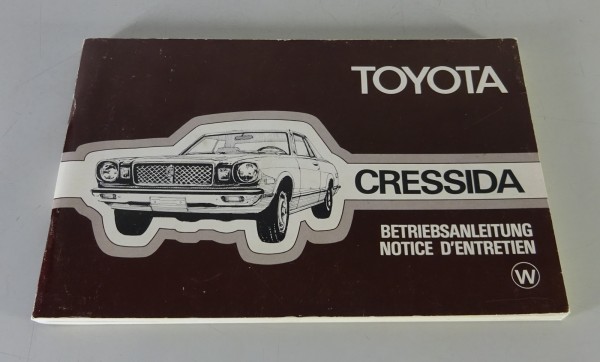 TOYOTA
CRESSIDA
BETRIEBSANLEITUNG
NOTICE D'ENTRETIEN
W